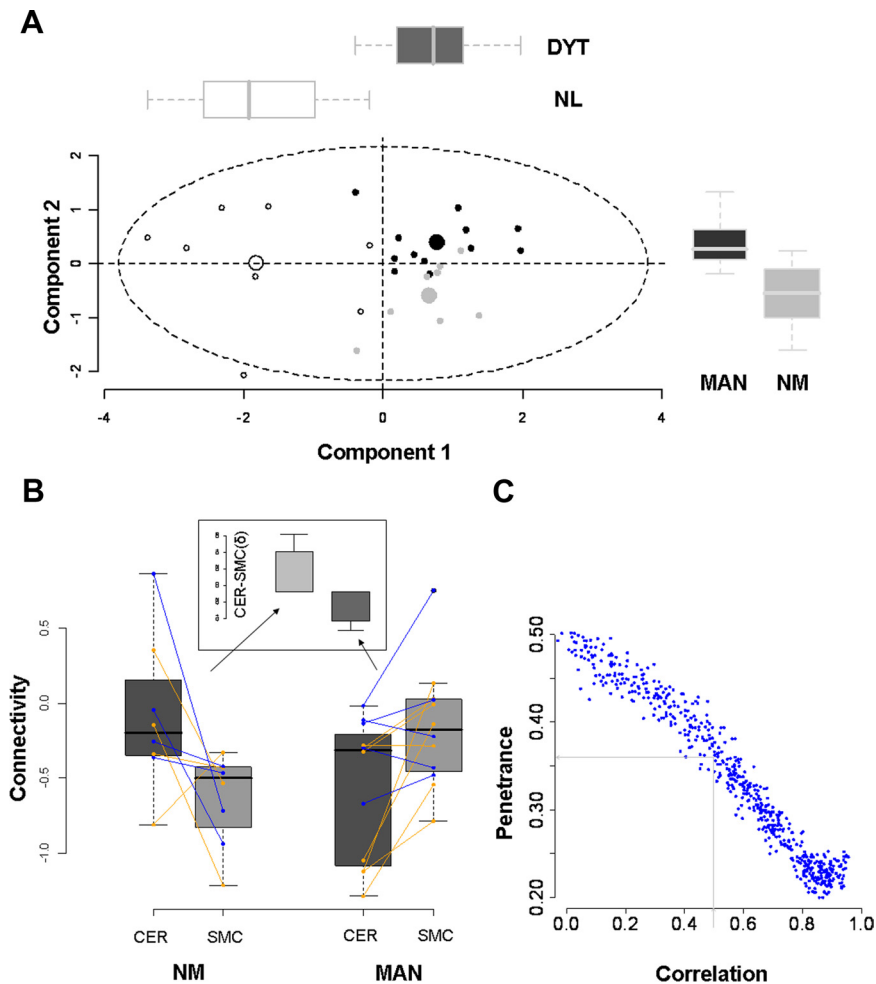 A
DYT
NL
2
1
0
-1
-2
Component 2
-4 -2 0 2 4
Component 1
MAN NM
B
C
CER-SMC(δ)
0.5
0.0
-0.5
-1.0
Connectivity
CER SMC CER SMC
NM MAN
0.50
0.40
0.30
0.20
Penetrance
0.0 0.2 0.4 0.6 0.8 1.0
Correlation